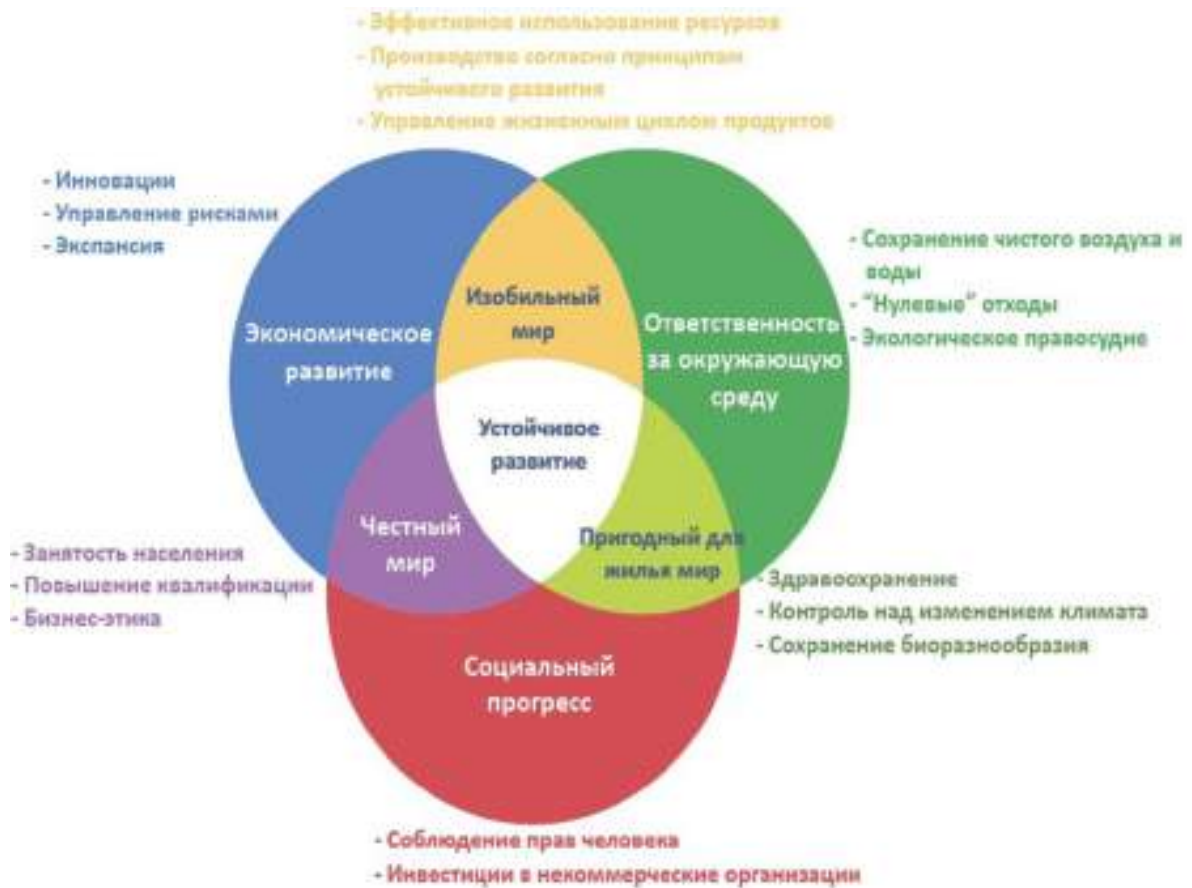 - Эффективное использование ресурсов
- Производство согласно принципам
устойчивого развития
- Управление жизненным циклом продуктов
- Инновации
- Управление рисками
- Экспансия
- Сохранение чистого воздуха и
воды
- "Нулевые" отходы
- Экологическое правосудие
Изобильный
мир
Экономическое
развитие
Ответственность
за окружающую
среду
Устойчивое
развитие
Честный
мир
Пригодный для
жилья мир
- Занятость населения
- Повышение квалификации
- Бизнес-этика
- Здравоохранение
- Контроль над изменением климата
- Сохранение биоразнообразия
Социальный
прогресс
- Соблюдение прав человека
- Инвестиции в некоммерческие организации